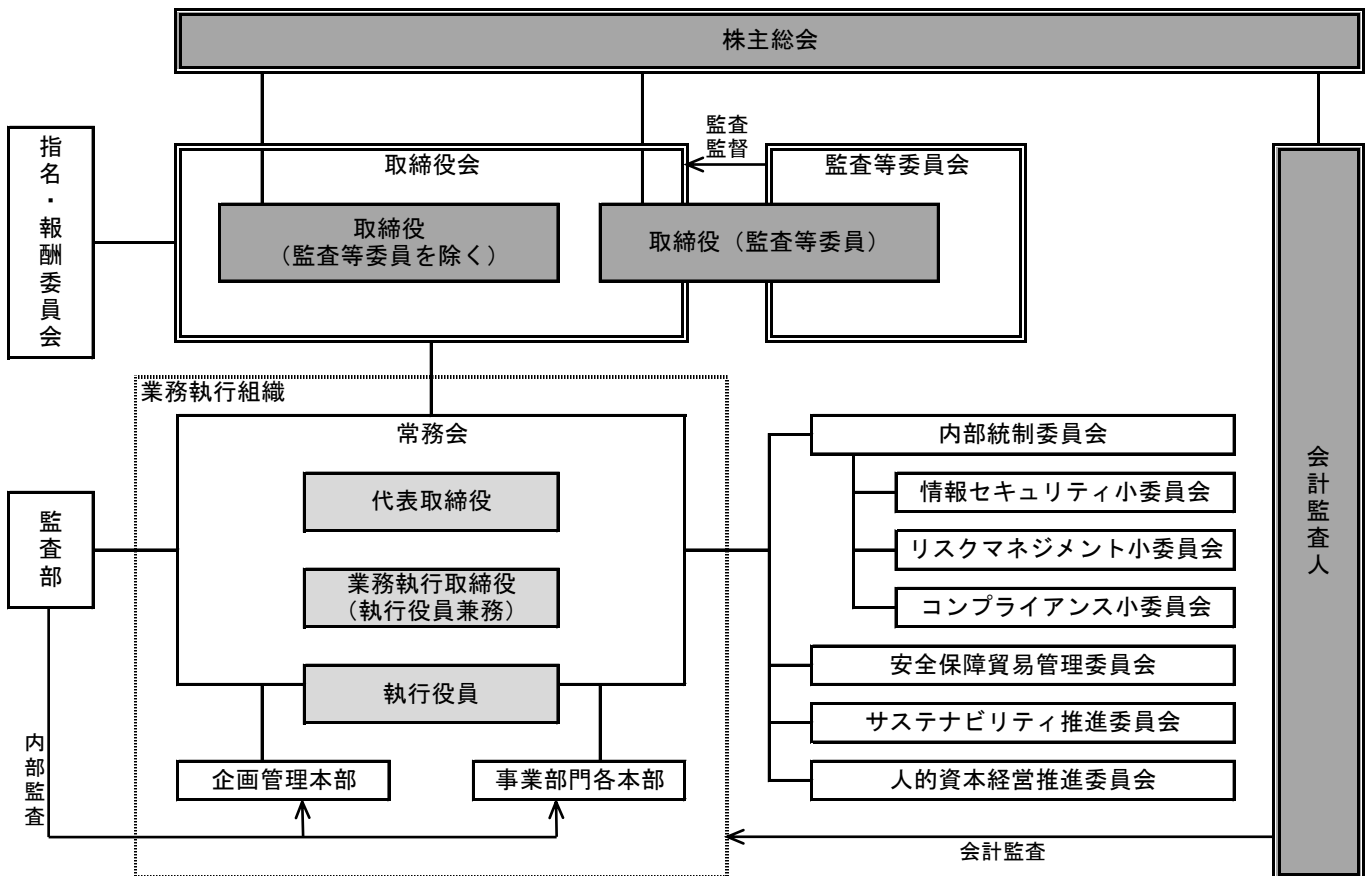 株主総会
指名・報酬委員会
取締役会
監査
監督
監査等委員会
取締役
（監査等委員を除く）
取締役（監査等委員）
会計監査人
業務執行組織
常務会
代表取締役
業務執行取締役
（執行役員兼務）
執行役員
監査部
内部監査
企画管理本部
事業部門各本部
内部統制委員会
情報セキュリティ小委員会
リスクマネジメント小委員会
コンプライアンス小委員会
安全保障貿易管理委員会
サステナビリティ推進委員会
人的資本経営推進委員会
会計監査